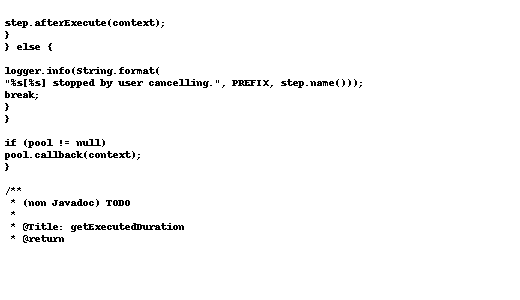 step.afterExecute(context);
}
} else {
logger.info(String.format(
"%s[%s] stopped by user cancelling.", PREFIX, step.name()));
break;
}
}
if (pool != null)
pool.callback(context);
}
/**
* (non Javadoc) TODO
*
* @Title: getExecutedDuration
* @return